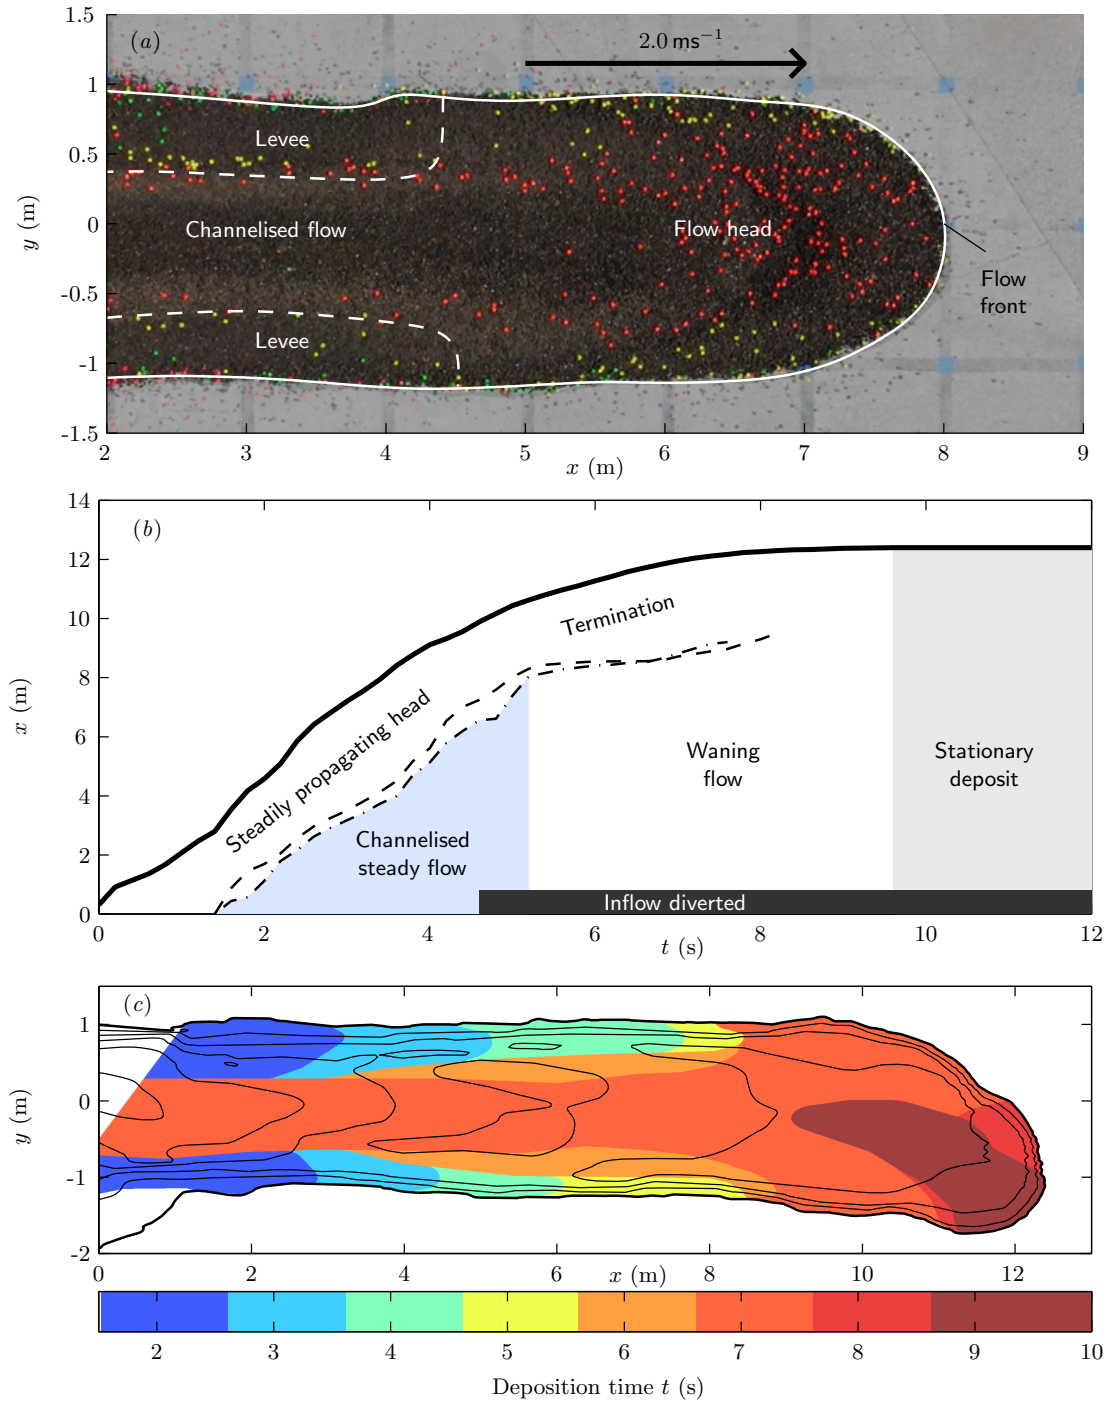 1.5
(a)
2.0 ms⁻¹
1
Levee
0.5
y (m)
0
Channelised flow
Flow head
-0.5
Flow
front
Levee
-1
-1.5
2
3
4
5
6
7
8
9
x (m)
14
(b)
12
Termination
10
8
x (m)
Steadily propagating head
6
Waning
flow
Stationary
deposit
4
Channelised
steady flow
2
Inflow diverted
0
0
2
4
6
8
10
12
t (s)
(c)
1
0
y (m)
-1
-2
0
2
4
6
8
10
12
x (m)
2
3
4
5
6
7
8
9
10
Deposition time t (s)